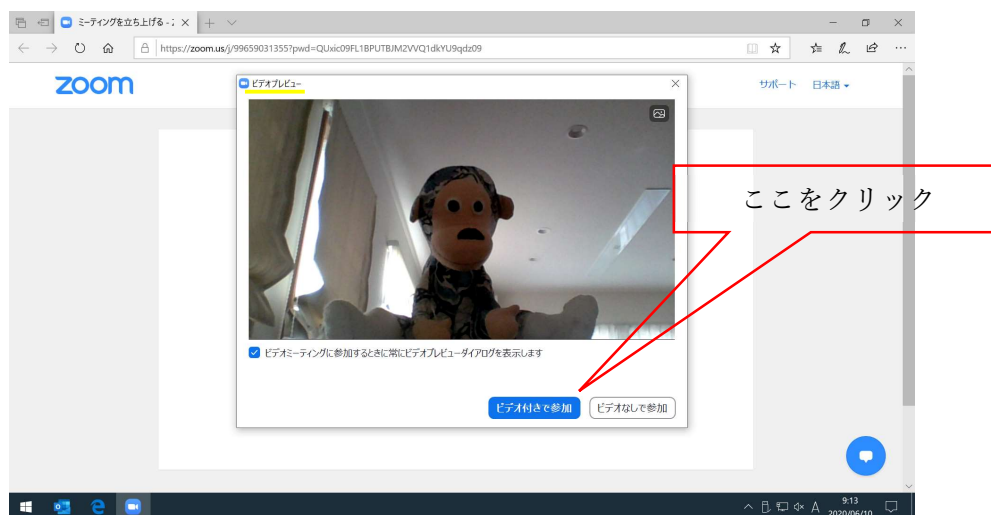 ミーティングを立ち上げる - Z
https://zoom.us/j/99659031355?pwd=QUxic09FL1BPUTBJM2VVQ1dkYU9qdz09
zoom
サポート 日本語
ビデオプレビュー
ここをクリック
ビデオミーティングに参加するときに常にビデオプレビューダイアログを表示します
ビデオ付きで参加 ビデオなしで参加
A 9:13
2020/06/10